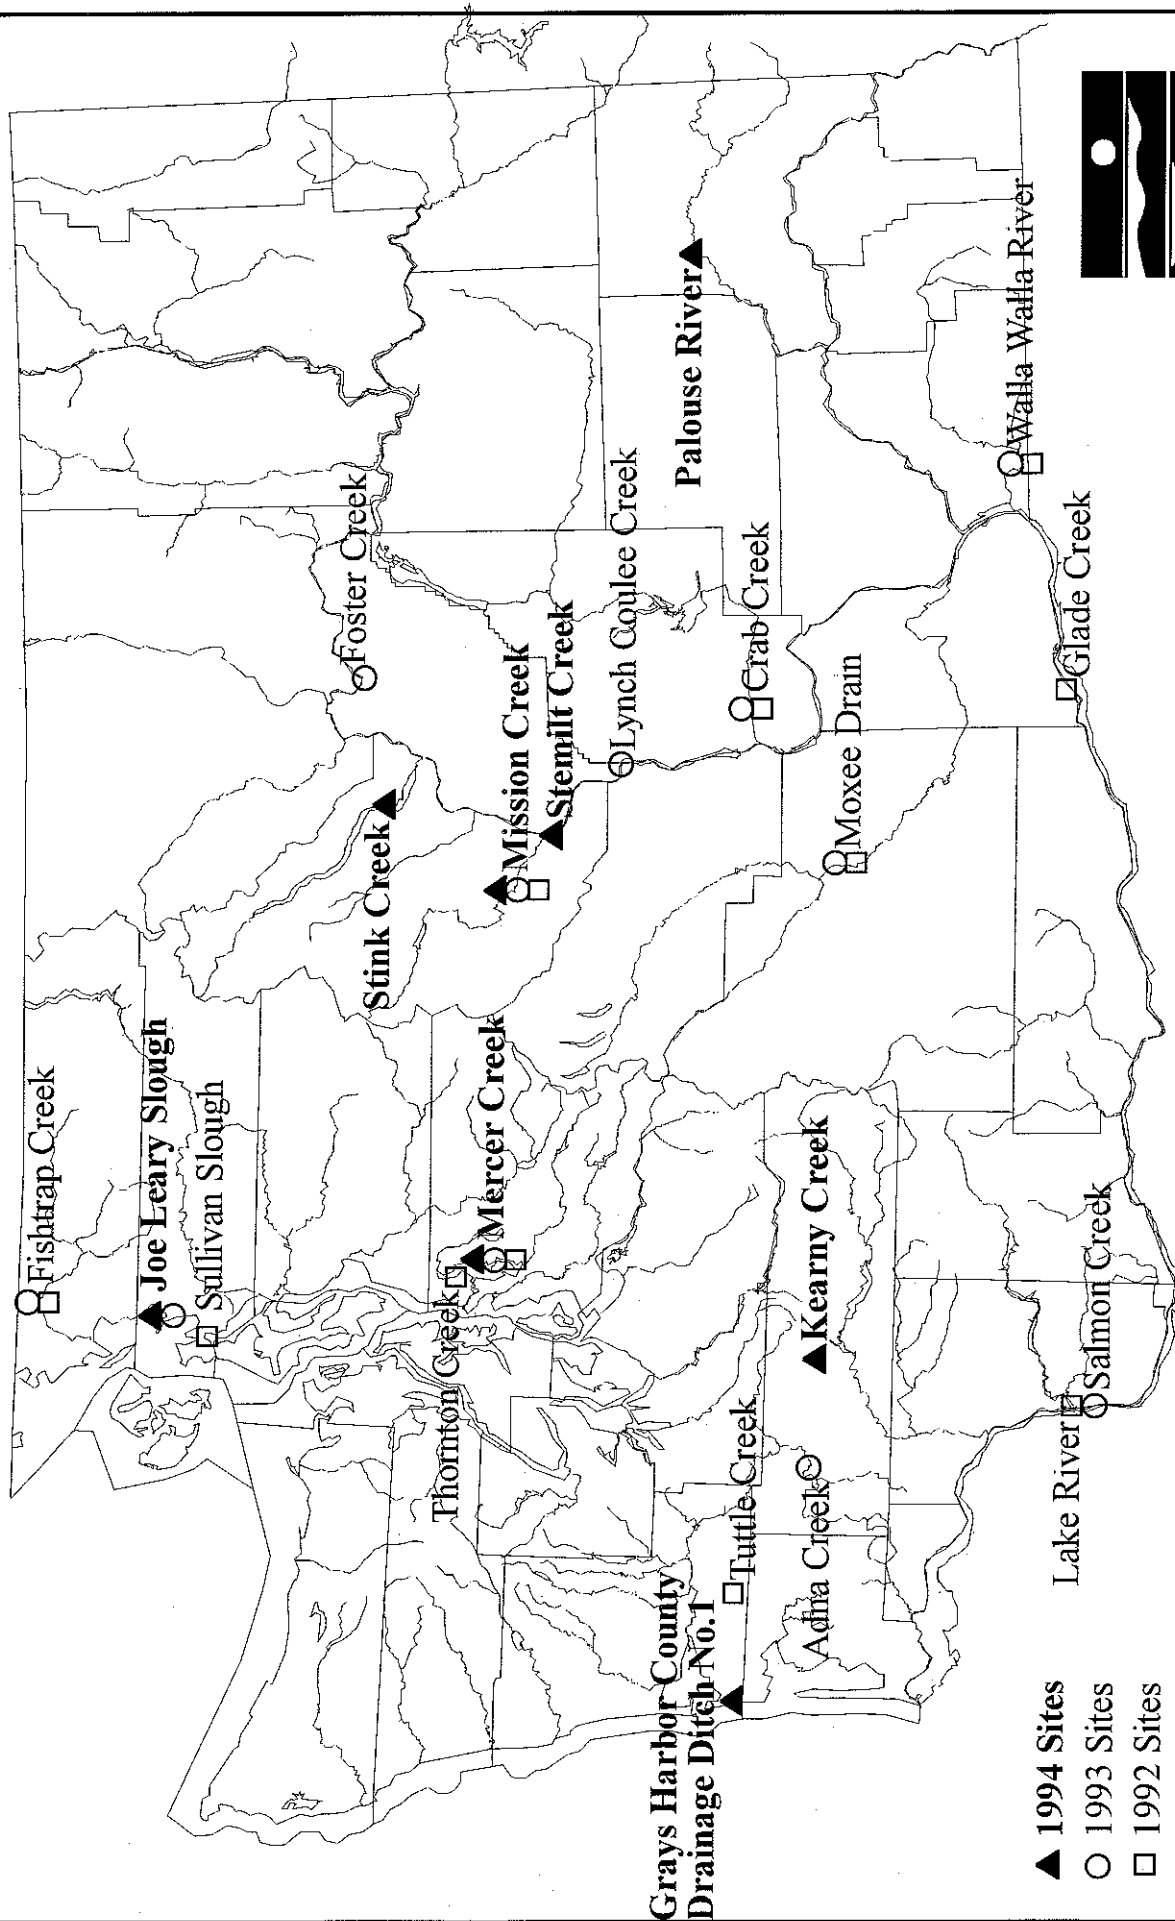 Fishtrap Creek
Joe Leary Slough
Sullivan Slough
Foster Creek
Stink Creek
Mission Creek
Stemilt Creek
Mercer Creek
Thornton Creek
Lynch Coulee Creek
Palouse River
Crab Creek
Moxee Drain
Kearny Creek
Tuttle Creek
Grays Harbor County
Drainage Ditch No.1
Adna Creek
Walla Walla River
Glade Creek
Salmon Creek
Lake River
1994 Sites
1993 Sites
1992 Sites